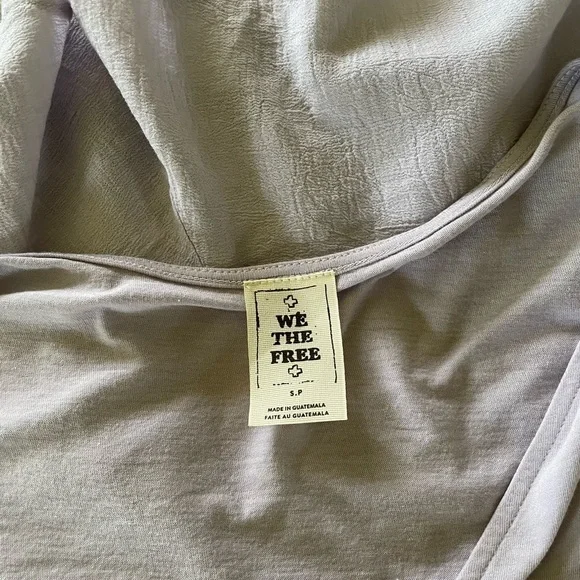 WE
THE
FREE
S.P
MADE IN GUATEMALA
FAITE AU GUATEMALA